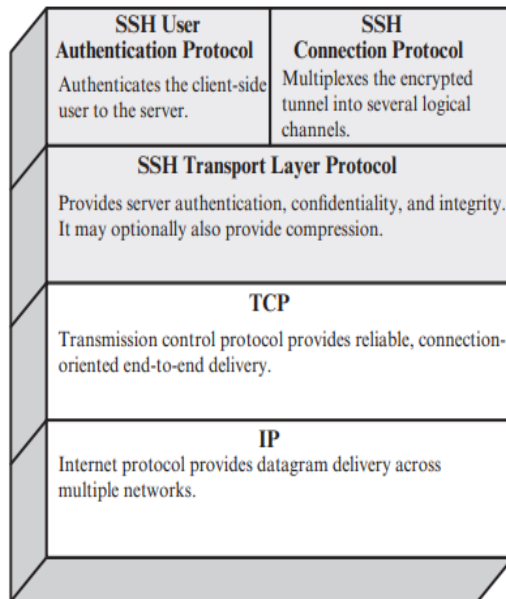 SSH User
Authentication Protocol
Authenticates the client-side
user to the server.
SSH
Connection Protocol
Multiplexes the encrypted
tunnel into several logical
channels.
SSH Transport Layer Protocol
Provides server authentication, confidentiality, and integrity.
It may optionally also provide compression.
TCP
Transmission control protocol provides reliable, connection-
oriented end-to-end delivery.
IP
Internet protocol provides datagram delivery across
multiple networks.